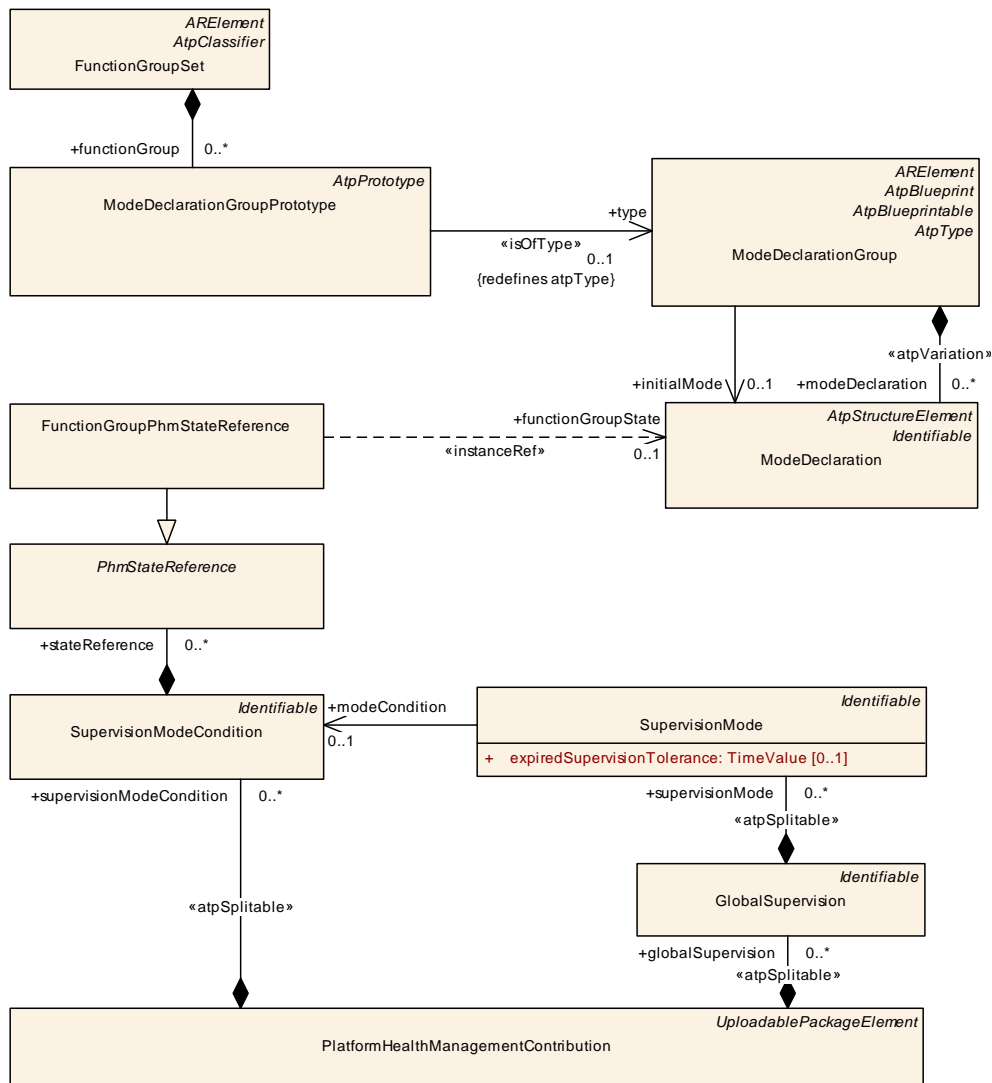 ARElement
AtpClassifier
FunctionGroupSet
+functionGroup 0..*
AtpPrototype
ModeDeclarationGroupPrototype
ARElement
AtpBlueprint
AtpBlueprintable
AtpType
ModeDeclarationGroup
+type
«isOfType»
0..1
{redefines atpType}
«atpVariation»
+initialMode 0..1 +modeDeclaration 0..*
FunctionGroupPhmStateReference
+functionGroupState
«instanceRef» 0..1
AtpStructureElement
Identifiable
ModeDeclaration
PhmStateReference
+stateReference 0..*
Identifiable
SupervisionModeCondition
+modeCondition
0..1
Identifiable
SupervisionMode
+ expiredSupervisionTolerance: TimeValue [0..1]
+supervisionModeCondition 0..*
+supervisionMode 0..*
«atpSplitable»
Identifiable
GlobalSupervision
«atpSplitable»
+globalSupervision 0..*
«atpSplitable»
UploadablePackageElement
PlatformHealthManagementContribution